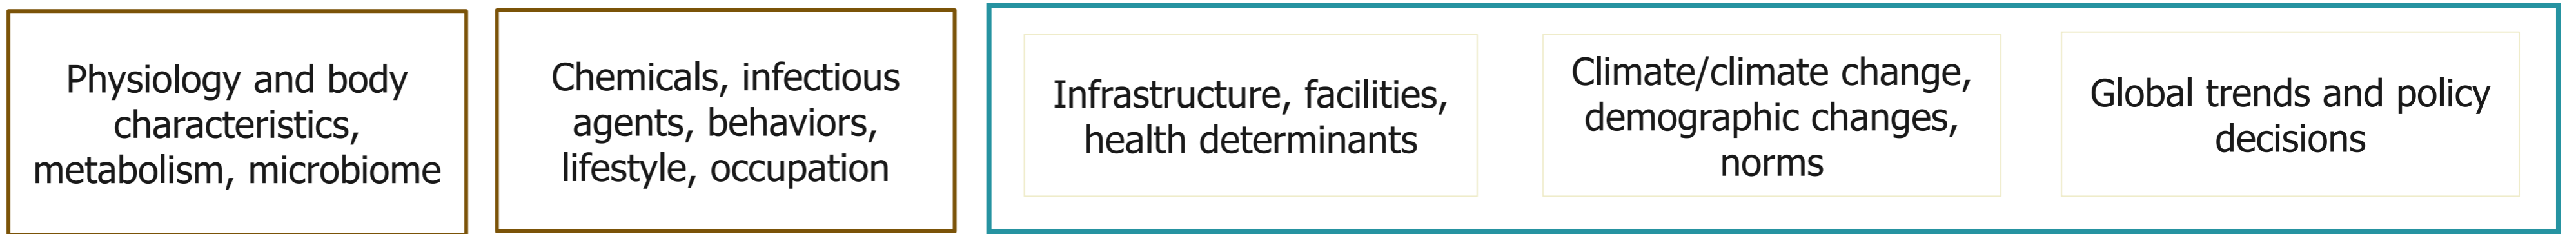 Physiology and body
characteristics,
metabolism, microbiome
Chemicals, infectious
agents, behaviors,
lifestyle, occupation
Infrastructure, facilities,
health determinants
Climate/climate change,
demographic changes,
norms
Global trends and policy
decisions